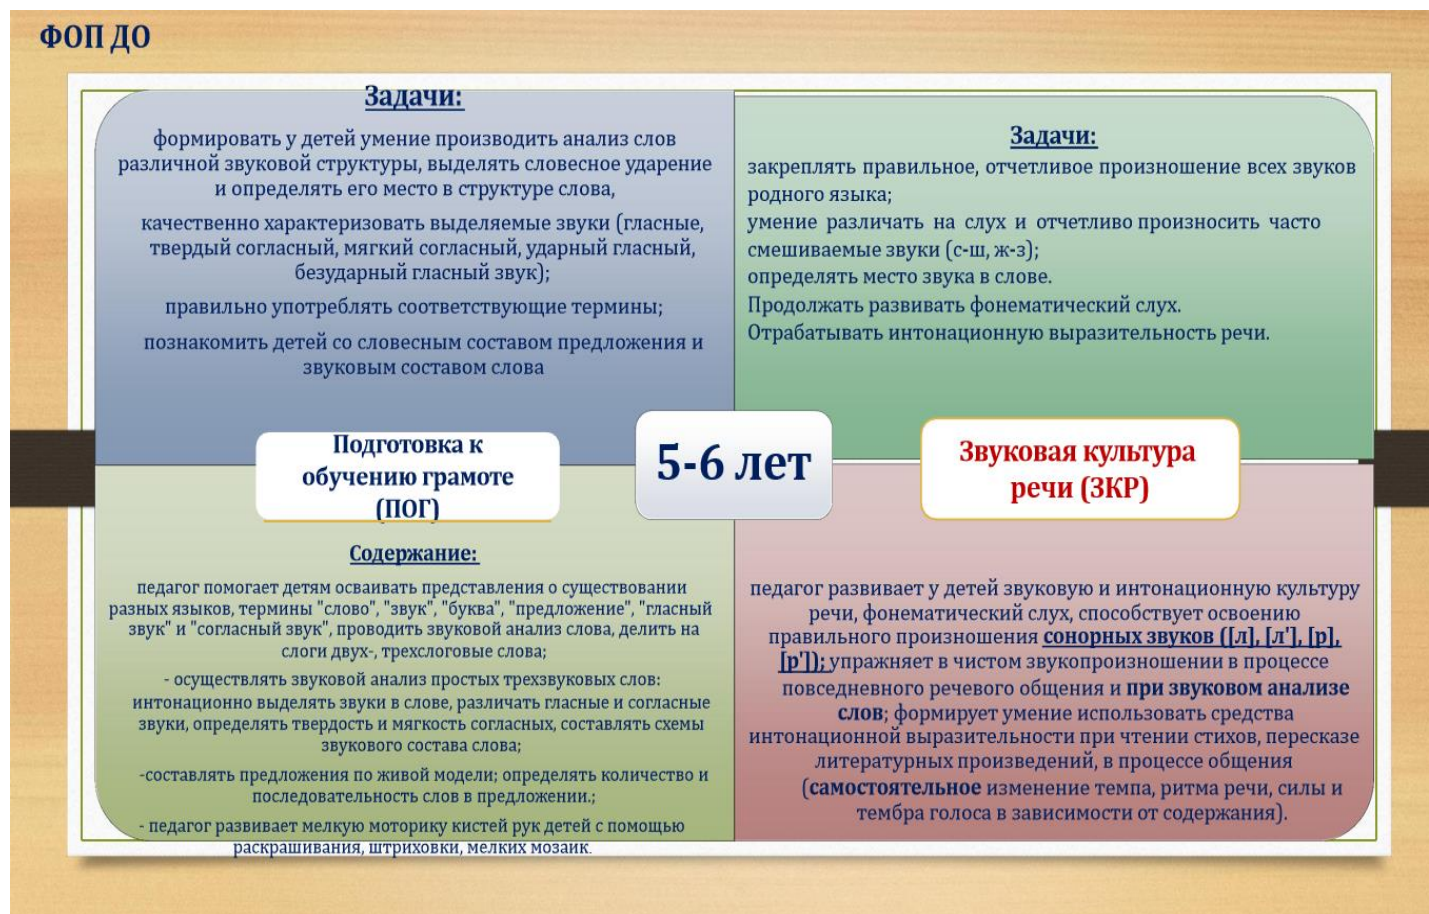 ФОП ДО
Задачи:
формировать у детей умение производить анализ слов
различной звуковой структуры, выделять словесное ударение
и определять его место в структуре слова,
качественно характеризовать выделяемые звуки (гласные,
твердый согласный, мягкий согласный, ударный гласный,
безударный гласный звук);
правильно употреблять соответствующие термины;
познакомить детей со словесным составом предложения и
звуковым составом слова
Задачи:
закреплять правильное, отчетливое произношение всех звуков
родного языка;
умение различать на слух и отчетливо произносить часто
смешиваемые звуки (с-ш, ж-з);
определять место звука в слове.
Продолжать развивать фонематический слух.
Отрабатывать интонационную выразительность речи.
Подготовка к
обучению грамоте
(ПОГ)
5-6 лет
Звуковая культура
речи (ЗКР)
Содержание:
педагог помогает детям осваивать представления о существовании
разных языков, термины "слово", "звук", "буква", "предложение", "гласный
звук" и "согласный звук", проводить звуковой анализ слова, делить на
слоги двух-, трехслоговые слова;
- осуществлять звуковой анализ простых трехзвуковых слов:
интонационно выделять звуки в слове, различать гласные и согласные
звуки, определять твердость и мягкость согласных, составлять схемы
звукового состава слова;
-составлять предложения по живой модели; определять количество и
последовательность слов в предложении.;
- педагог развивает мелкую моторику кистей рук детей с помощью
раскрашивания, штриховки, мелких мозаик.
педагог развивает у детей звуковую и интонационную культуру
речи, фонематический слух, способствует освоению
правильного произношения сонорных звуков ([л], [л'], [р],
[р']); упражняет в чистом звукопроизношении в процессе
повседневного речевого общения и при звуковом анализе
слов; формирует умение использовать средства
интонационной выразительности при чтении стихов, пересказе
литературных произведений, в процессе общения
(самостоятельное изменение темпа, ритма речи, силы и
тембра голоса в зависимости от содержания).